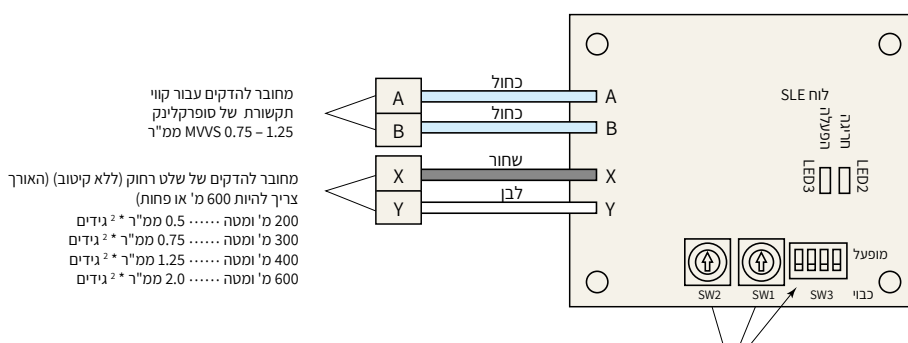 מחובר להדקים עבור קווי
תקשורת של סופרקלינק
MVVS 0.75 – 1.25 ממ"ר
מחובר להדקים של שלט רחוק (ללא קיטוב) (האורך
צריך להיות 600 מ' או פחות)
200 מ' ומטה ...... 0.5 ממ"ר * ² גידים
300 מ' ומטה ...... 0.75 ממ"ר * ² גידים
400 מ' ומטה ...... 1.25 ממ"ר * ² גידים
600 מ' ומטה ...... 2.0 ממ"ר * ² גידים
A
B
X
Y
כחול
כחול
שחור
לבן
A
B
X
Y
לוח SLE
חריגה
הפעלה
LED2
LED3
מופעל
כבוי
SW3
SW1
SW2